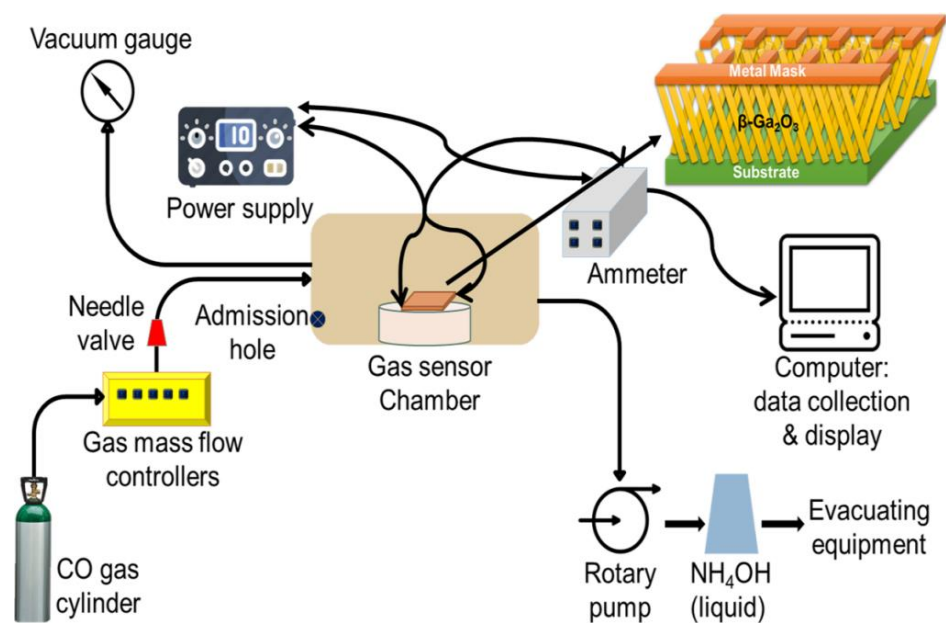 Vacuum gauge
Metal Mask
β-Ga₂O₃
Substrate
10
Power supply
Ammeter
Needle
valve
Admission
hole
Gas sensor
Chamber
Computer:
data collection
& display
Gas mass flow
controllers
CO gas
cylinder
Rotary
pump
NH₄OH
(liquid)
Evacuating
equipment